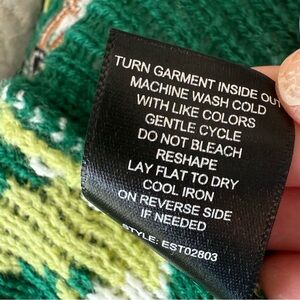 TURN GARMENT INSIDE OUT
MACHINE WASH COLD
WITH LIKE COLORS
GENTLE CYCLE
DO NOT BLEACH
RESHAPE
LAY FLAT TO DRY
COOL IRON
ON REVERSE SIDE
IF NEEDED
STYLE: EST02803